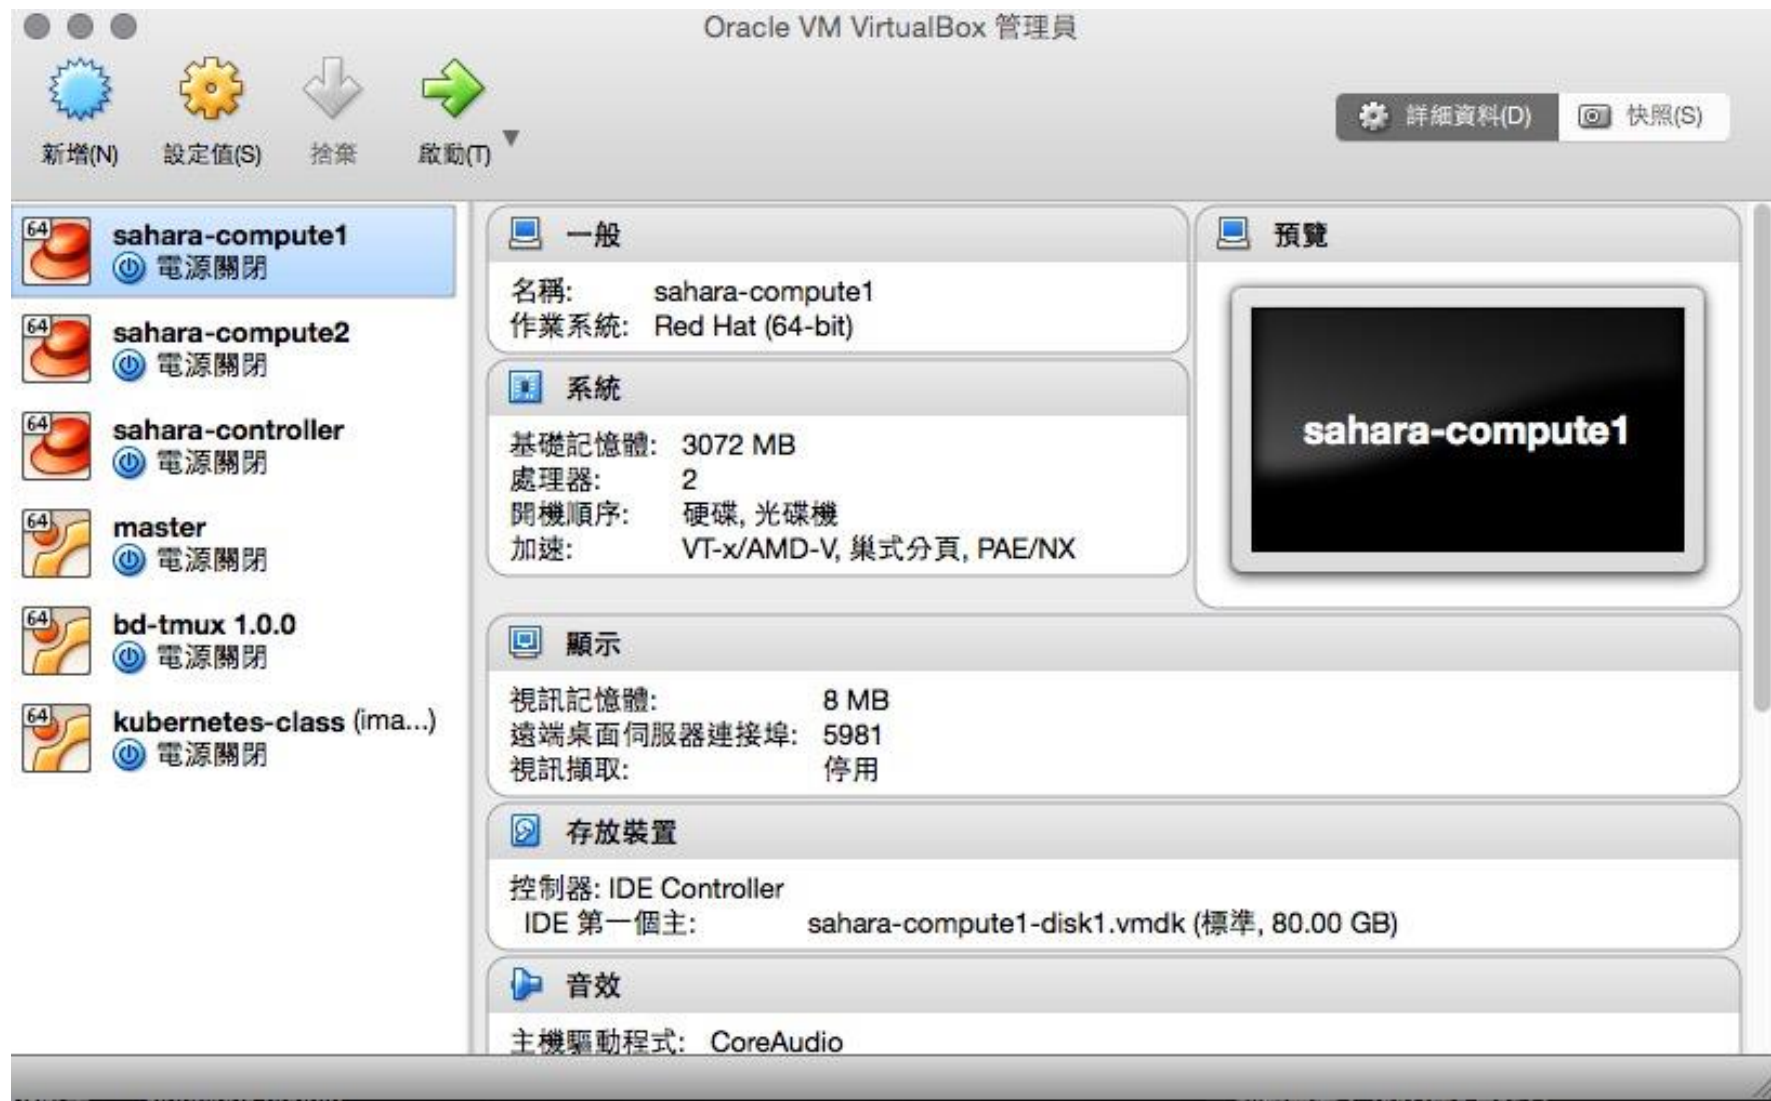 Oracle VM VirtualBox 管理員
新增(N) 設定值(S) 捨棄 啟動(T)
詳細資料(D) 快照(S)
64 sahara-compute1
電源關閉
64 sahara-compute2
電源關閉
64 sahara-controller
電源關閉
64 master
電源關閉
64 bd-tmux 1.0.0
電源關閉
64 kubernetes-class (ima...)
電源關閉
一般
名稱: sahara-compute1
作業系統: Red Hat (64-bit)
系統
基礎記憶體: 3072 MB
處理器: 2
開機順序: 硬碟, 光碟機
加速: VT-x/AMD-V, 巢式分頁, PAE/NX
預覽
sahara-compute1
顯示
視訊記憶體: 8 MB
遠端桌面伺服器連接埠: 5981
視訊擷取: 停用
存放裝置
控制器: IDE Controller
IDE 第一個主: sahara-compute1-disk1.vmdk (標準, 80.00 GB)
音效
主機驅動程式: CoreAudio